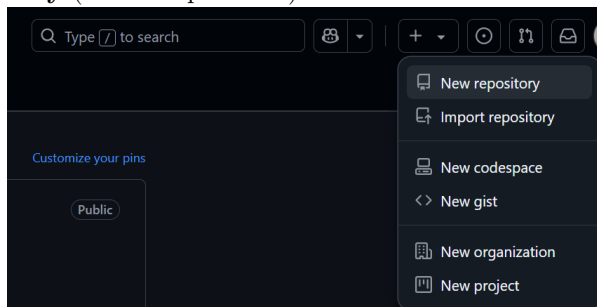 Type / to search
New repository
Import repository
Customize your pins
New codespace
Public
New gist
New organization
New project